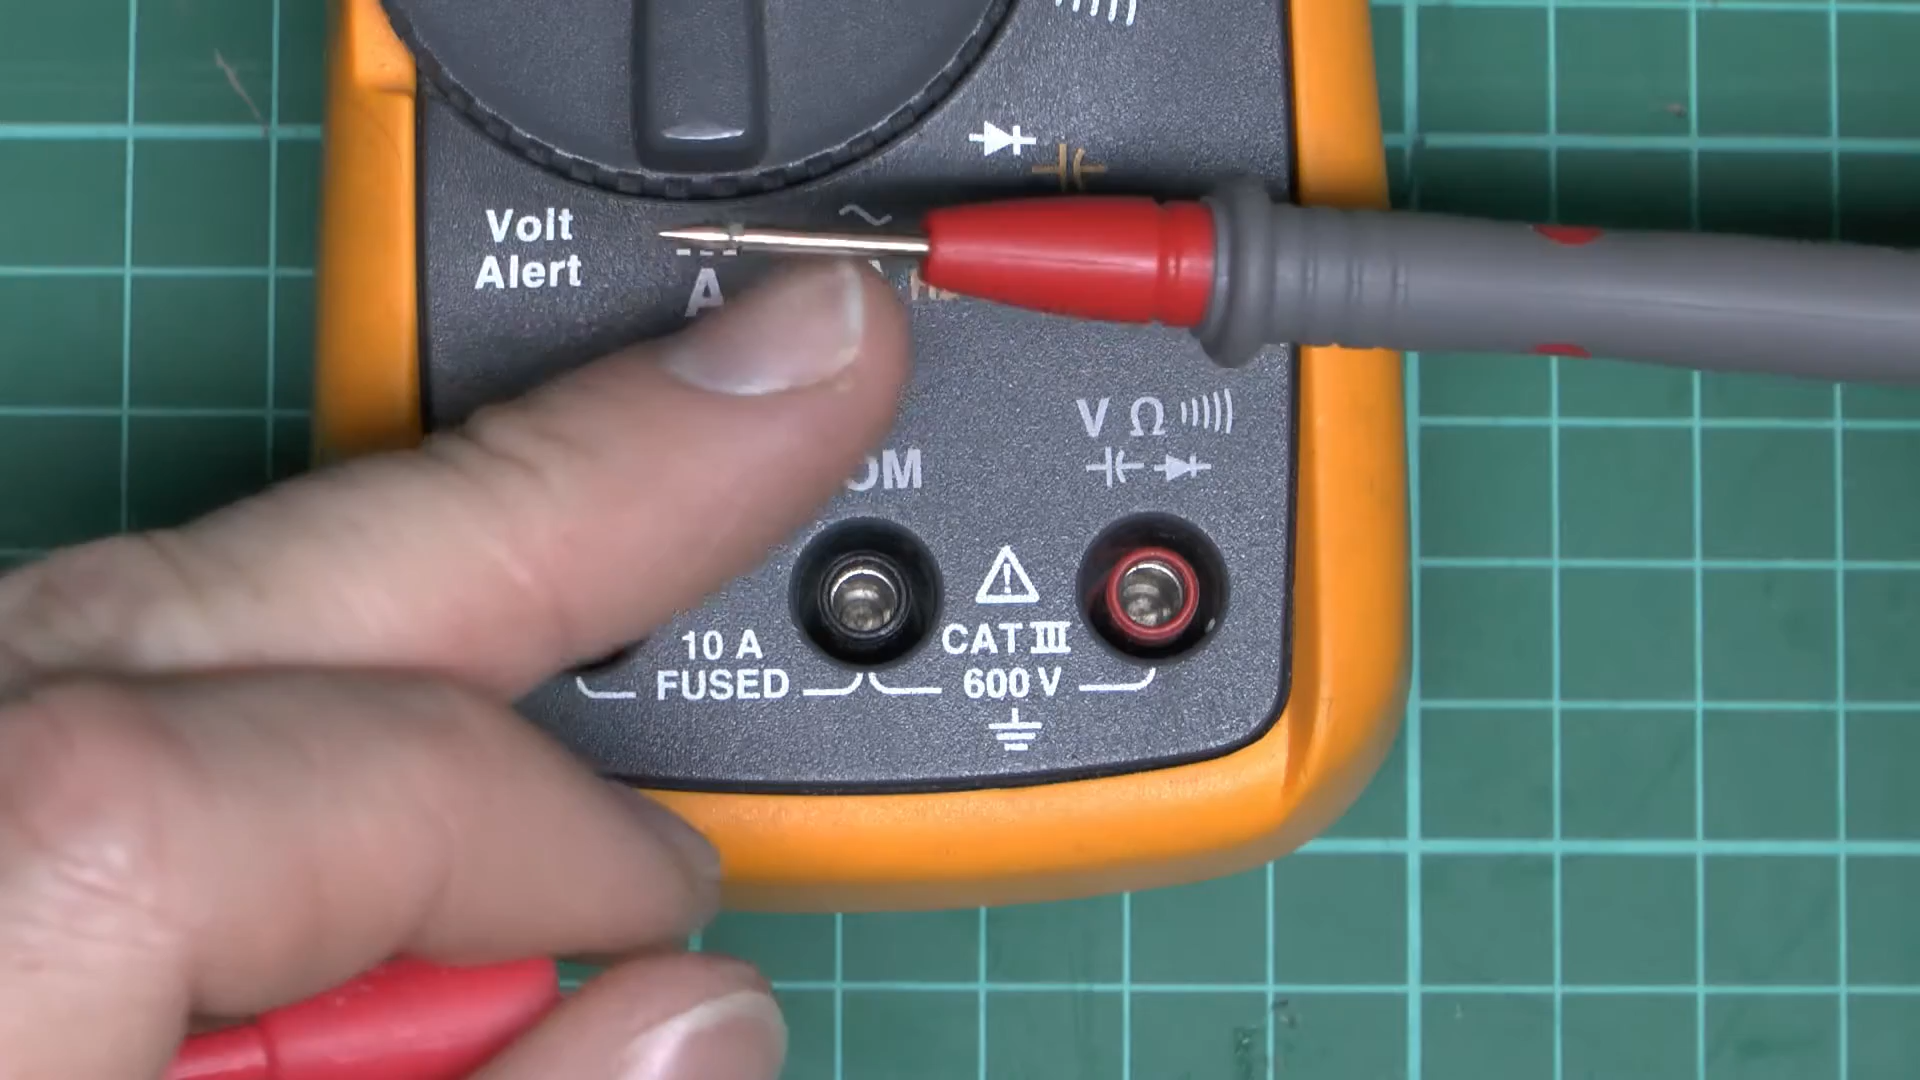 Volt
Alert
A
V Ω
10 A
FUSED
CAT III
600 V